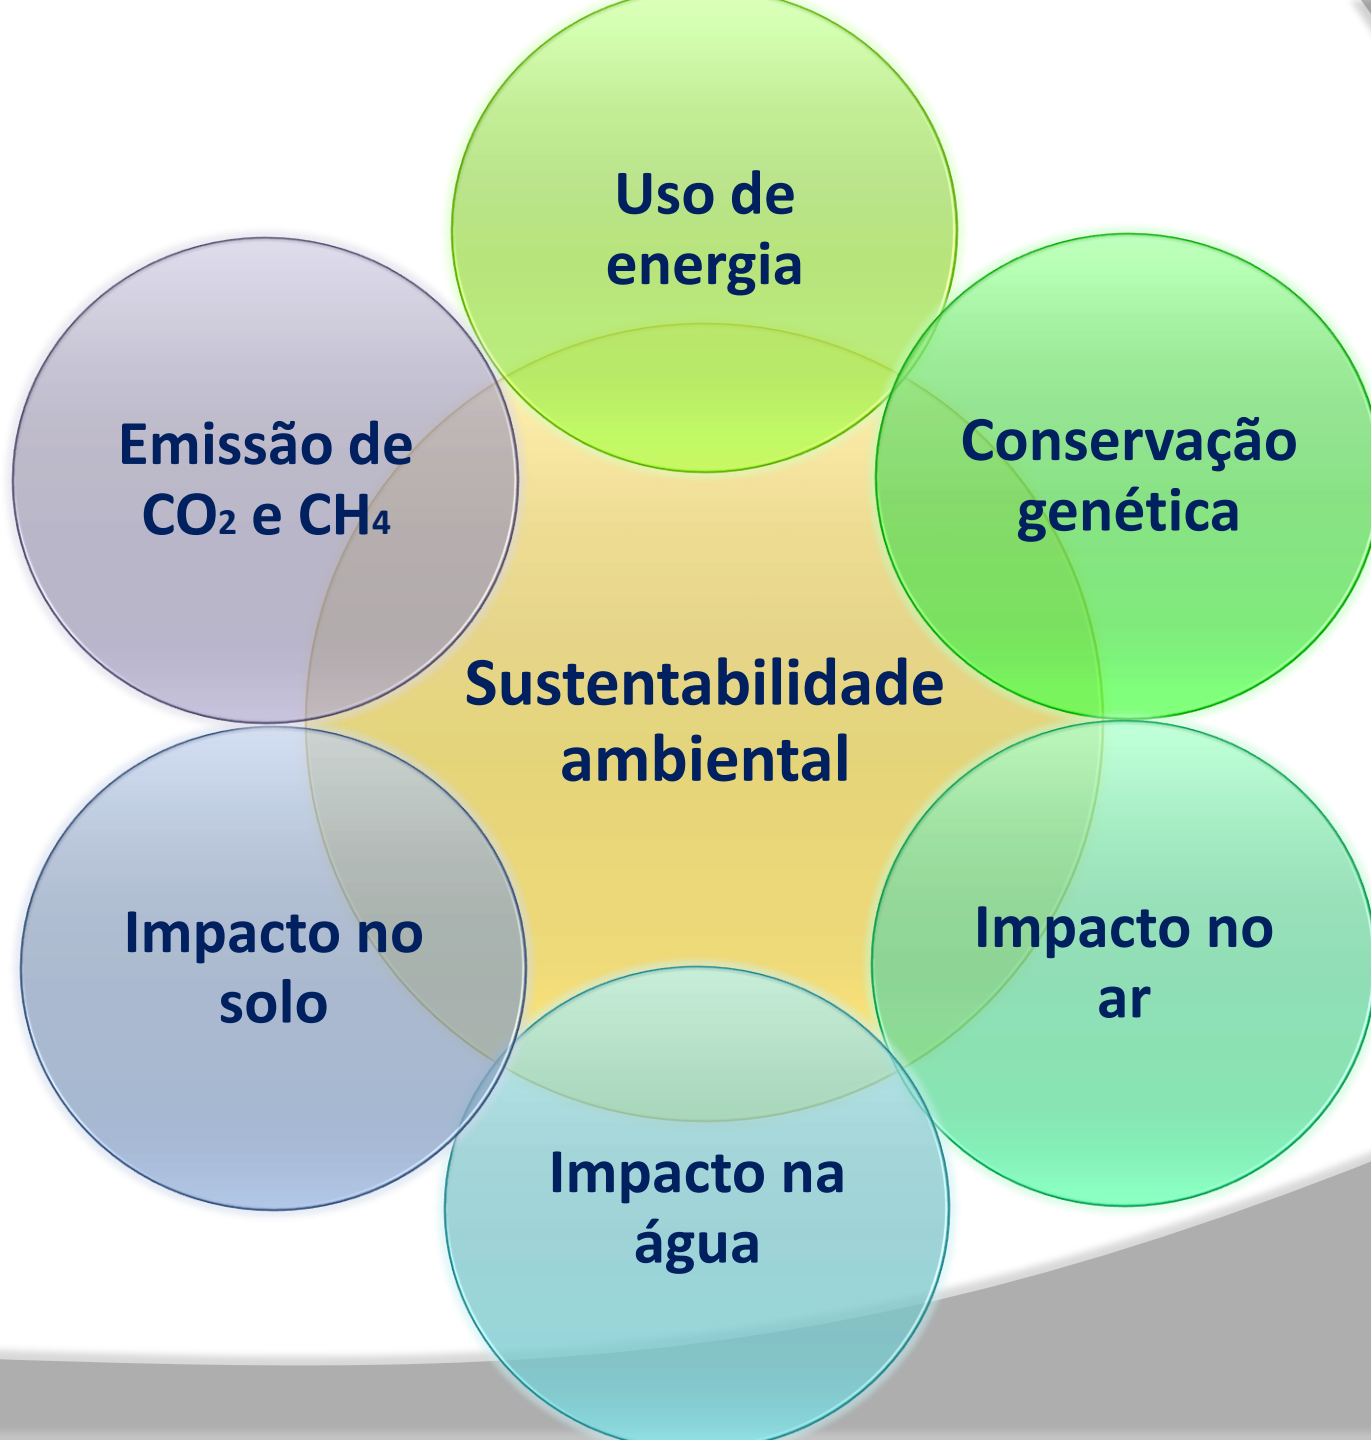 Uso de
energia
Emissão de
CO₂ e CH₄
Conservação
genética
Sustentabilidade
ambiental
Impacto no
solo
Impacto no
ar
Impacto na
água